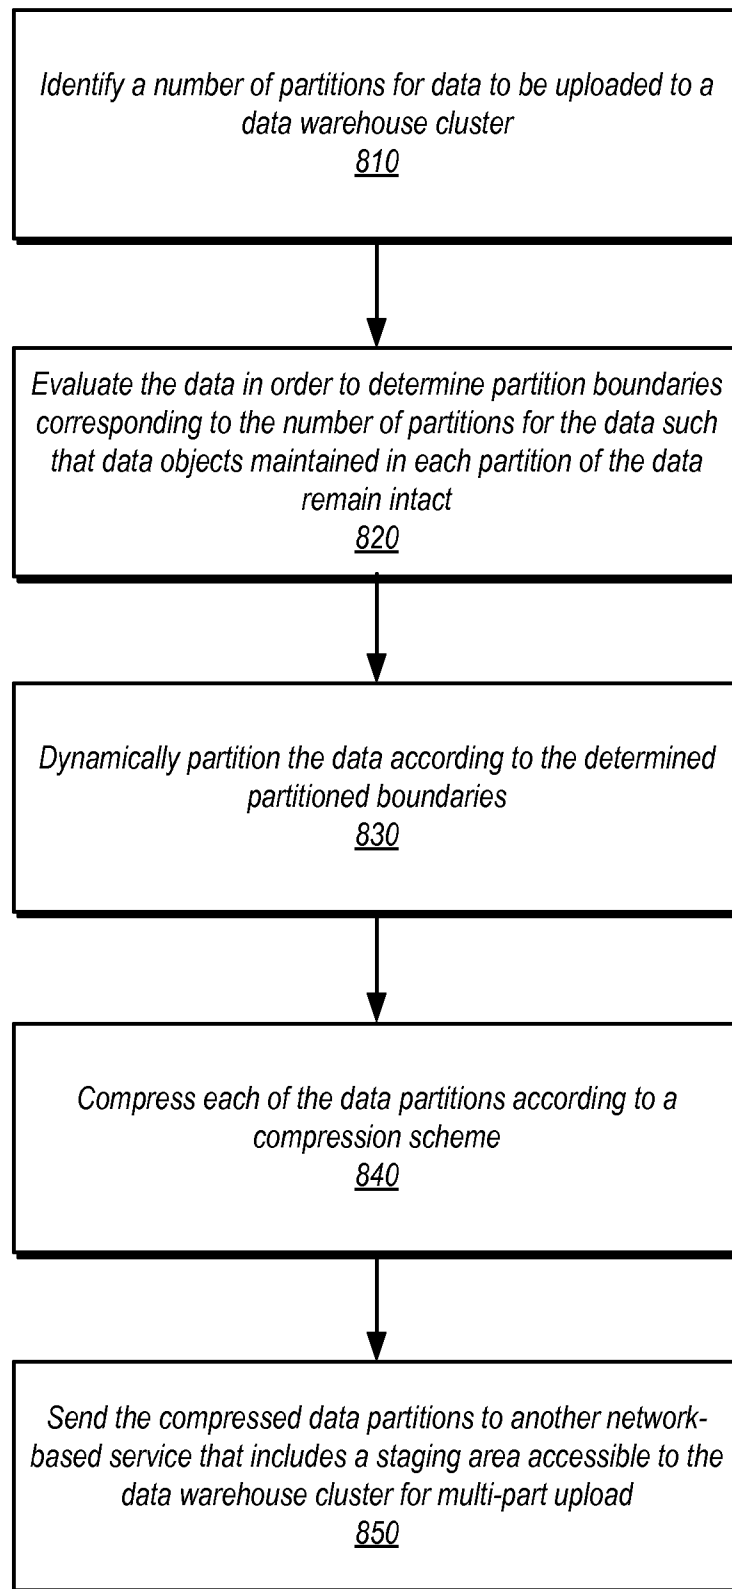 Identify a number of partitions for data to be uploaded to a
data warehouse cluster
810
Evaluate the data in order to determine partition boundaries
corresponding to the number of partitions for the data such
that data objects maintained in each partition of the data
remain intact
820
Dynamically partition the data according to the determined
partitioned boundaries
830
Compress each of the data partitions according to a
compression scheme
840
Send the compressed data partitions to another network-
based service that includes a staging area accessible to the
data warehouse cluster for multi-part upload
850